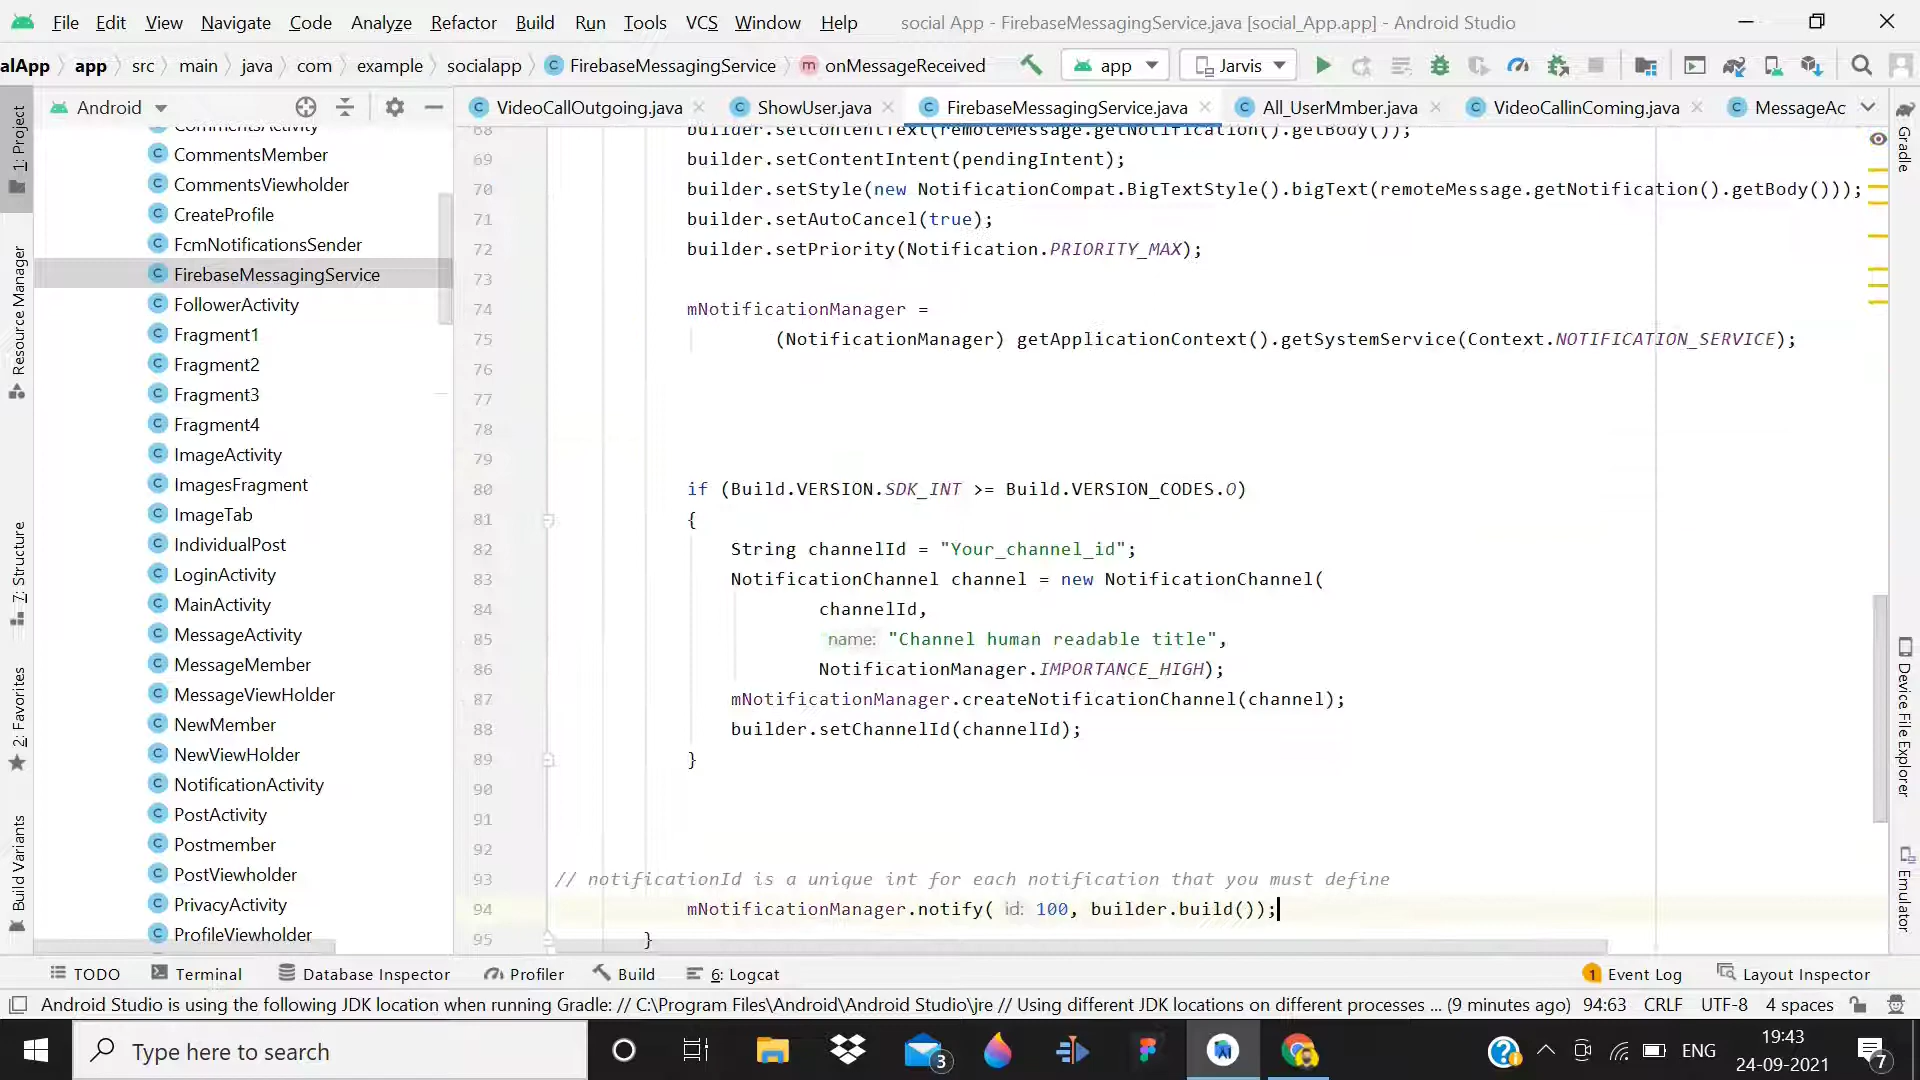 File Edit View Navigate Code Analyze Refactor Build Run Tools VCS Window Help social App - FirebaseMessagingService.java [social_App.app] - Android Studio
alApp app src main java com example socialapp FirebaseMessagingService onMessageReceived app Jarvis
Android
VideoCallOutgoing.java ShowUser.java FirebaseMessagingService.java All_UserMmber.java VideoCallinComing.java MessageAc
1: Project
Resource Manager
7: Structure
2: Favorites
Build Variants
CommentsActivity
CommentsMember
CommentsViewholder
CreateProfile
FcmNotificationsSender
FirebaseMessagingService
FollowerActivity
Fragment1
Fragment2
Fragment3
Fragment4
ImageActivity
ImagesFragment
ImageTab
IndividualPost
LoginActivity
MainActivity
MessageActivity
MessageMember
MessageViewHolder
NewMember
NewViewHolder
NotificationActivity
PostActivity
Postmember
PostViewholder
PrivacyActivity
ProfileViewholder
68 builder.setContentText(remoteMessage.getNotification().getBody());
69 builder.setContentIntent(pendingIntent);
70 builder.setStyle(new NotificationCompat.BigTextStyle().bigText(remoteMessage.getNotification().getBody()));
71 builder.setAutoCancel(true);
72 builder.setPriority(Notification.PRIORITY_MAX);
73
74 mNotificationManager =
75 (NotificationManager) getApplicationContext().getSystemService(Context.NOTIFICATION_SERVICE);
76
77
78
79
80 if (Build.VERSION.SDK_INT >= Build.VERSION_CODES.O)
81 {
82 String channelId = "Your_channel_id";
83 NotificationChannel channel = new NotificationChannel(
84 channelId,
85 name: "Channel human readable title",
86 NotificationManager.IMPORTANCE_HIGH);
87 mNotificationManager.createNotificationChannel(channel);
88 builder.setChannelId(channelId);
89 }
90
91
92
93 // notificationId is a unique int for each notification that you must define
94 mNotificationManager.notify( id: 100, builder.build());
95 }
Gradle
Device File Explorer
Emulator
TODO Terminal Database Inspector Profiler Build 6: Logcat 1 Event Log Layout Inspector
Android Studio is using the following JDK location when running Gradle: // C:\Program Files\Android\Android Studio\jre // Using different JDK locations on different processes ... (9 minutes ago) 94:63 CRLF UTF-8 4 spaces
Type here to search 3 ENG 19:43
24-09-2021 7